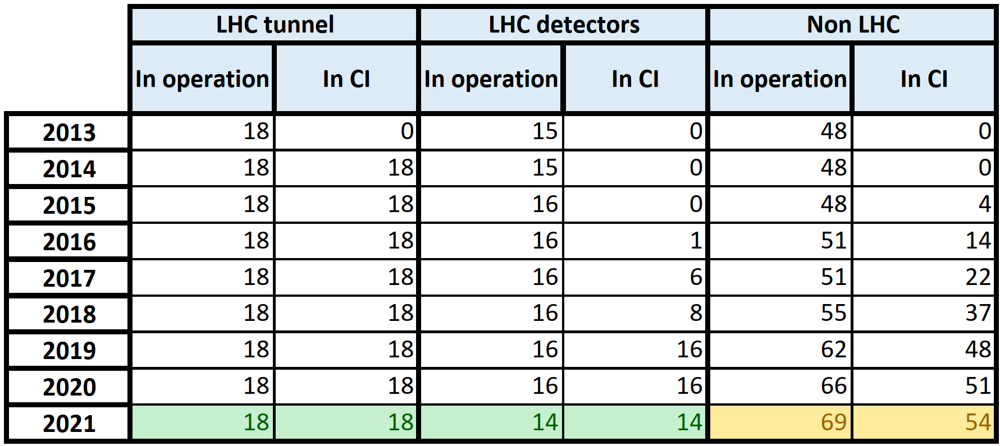 LHC tunnel LHC detectors Non LHC
In operation In CI In operation In CI In operation In CI
2013 18 0 15 0 48 0
2014 18 18 15 0 48 0
2015 18 18 16 0 48 4
2016 18 18 16 1 51 14
2017 18 18 16 6 51 22
2018 18 18 16 8 55 37
2019 18 18 16 16 62 48
2020 18 18 16 16 66 51
2021 18 18 14 14 69 54